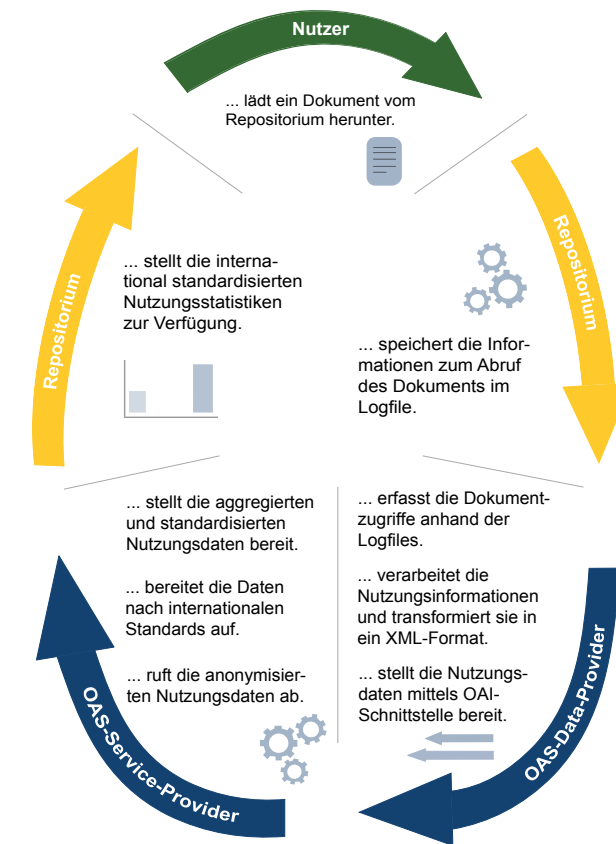 Nutzer
... lädt ein Dokument vom
Repositorium herunter.
Repositorium
... speichert die Infor-
mationen zum Abruf
des Dokuments im
Logfile.
... erfasst die Dokument-
zugriffe anhand der
Logfiles.
... verarbeitet die
Nutzungsinformationen
und transformiert sie in
ein XML-Format.
... stellt die Nutzungs-
daten mittels OAI-
Schnittstelle bereit.
OAS-Data-Provider
... stellt die aggregierten
und standardisierten
Nutzungsdaten bereit.
... bereitet die Daten
nach internationalen
Standards auf.
... ruft die anonymisier-
ten Nutzungsdaten ab.
OAS-Service-Provider
Repositorium
... stellt die interna-
tional standardisierten
Nutzungsstatistiken
zur Verfügung.